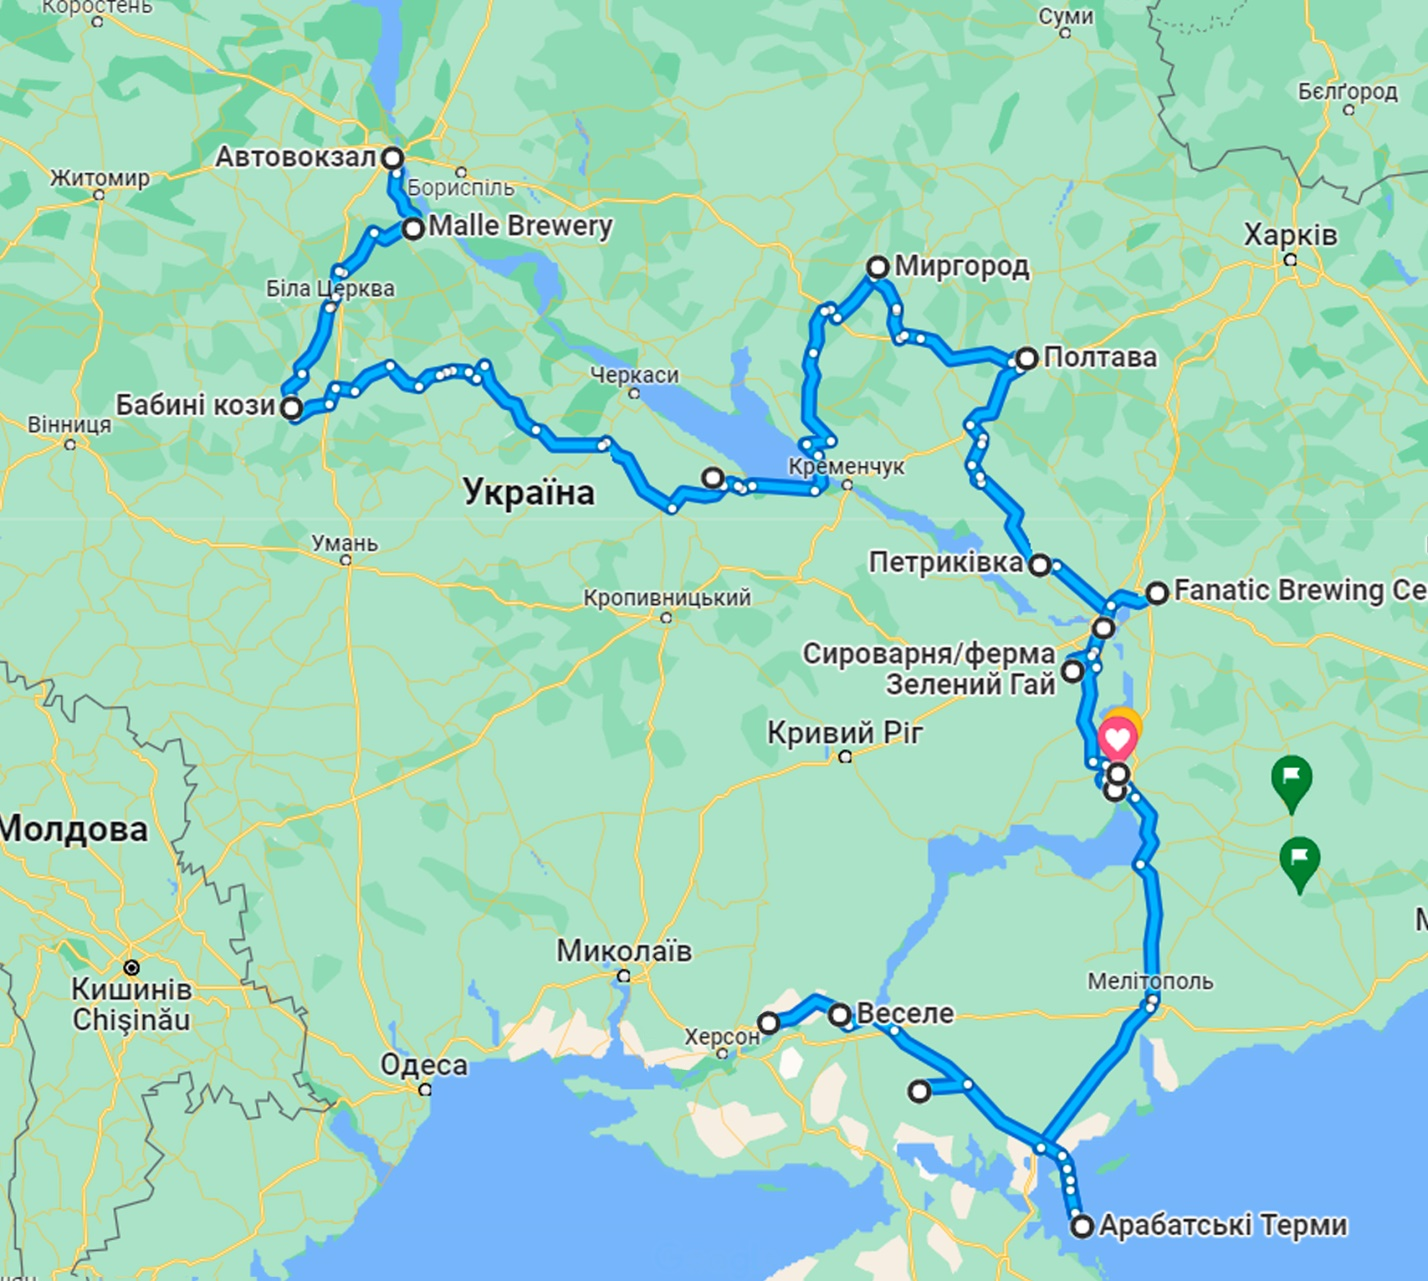 Коростень
Суми
Бєлґород
Автовокзал
Житомир
Бориспіль
Malle Brewery
Харків
Миргород
Біла Церква
Полтава
Черкаси
Бабині кози
Вінниця
Кременчук
Україна
Умань
Петриківка
Fanatic Brewing Ce
Кропивницький
Сироварня/ферма
Зелений Гай
Кривий Ріг
Молдова
Миколаїв
Мелітополь
Кишинів
Chișinău
Веселе
Херсон
Одеса
Арабатські Терми